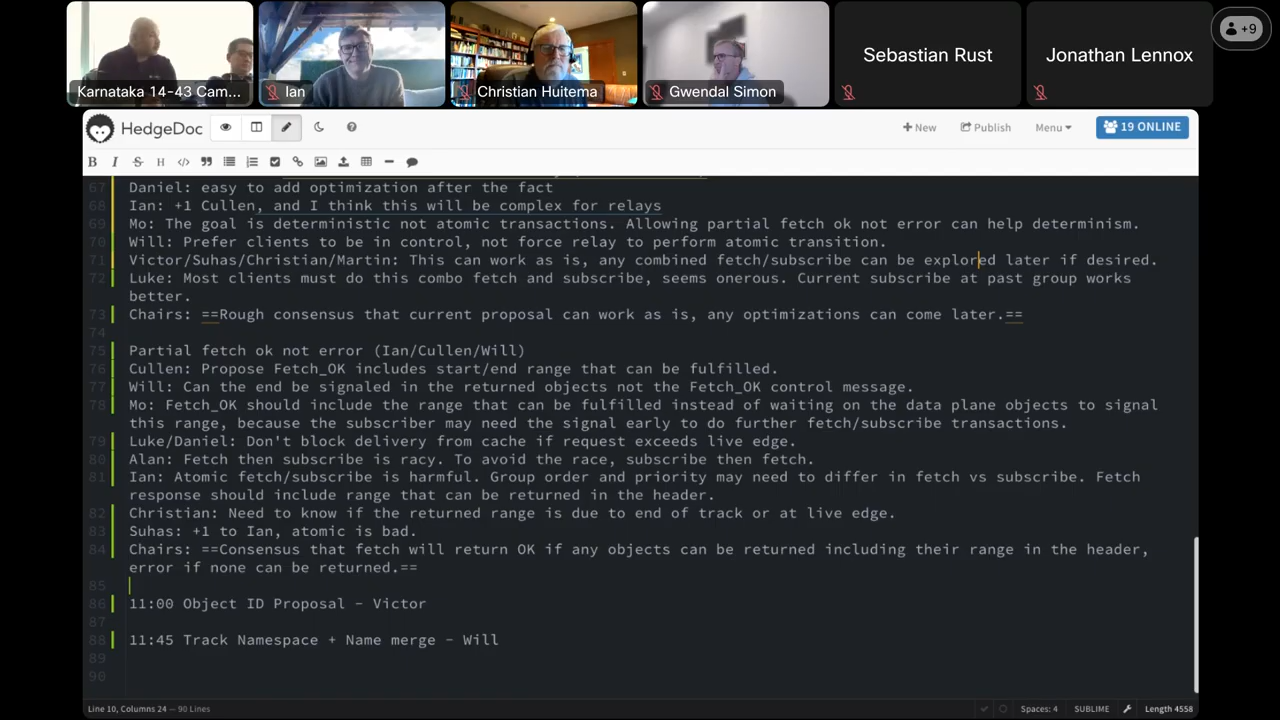 Karnataka 14-43 Cam...
Ian
Christian Huitema
Gwendal Simon
Sebastian Rust
Jonathan Lennox
+9
HedgeDoc
+ New
Publish
Menu
19 ONLINE
67 Daniel: easy to add optimization after the fact
68 Ian: +1 Cullen, and I think this will be complex for relays
69 Mo: The goal is deterministic not atomic transactions. Allowing partial fetch ok not error can help determinism.
70 Will: Prefer clients to be in control, not force relay to perform atomic transition.
71 Victor/Suhas/Christian/Martin: This can work as is, any combined fetch/subscribe can be explored later if desired.
72 Luke: Most clients must do this combo fetch and subscribe, seems onerous. Current subscribe at past group works
better.
73 Chairs: ==Rough consensus that current proposal can work as is, any optimizations can come later.==
74
75 Partial fetch ok not error (Ian/Cullen/Will)
76 Cullen: Propose Fetch_OK includes start/end range that can be fulfilled.
77 Will: Can the end be signaled in the returned objects not the Fetch_OK control message.
78 Mo: Fetch_OK should include the range that can be fulfilled instead of waiting on the data plane objects to signal
this range, because the subscriber may need the signal early to do further fetch/subscribe transactions.
79 Luke/Daniel: Don't block delivery from cache if request exceeds live edge.
80 Alan: Fetch then subscribe is racy. To avoid the race, subscribe then fetch.
81 Ian: Atomic fetch/subscribe is harmful. Group order and priority may need to differ in fetch vs subscribe. Fetch
response should include range that can be returned in the header.
82 Christian: Need to know if the returned range is due to end of track or at live edge.
83 Suhas: +1 to Ian, atomic is bad.
84 Chairs: ==Consensus that fetch will return OK if any objects can be returned including their range in the header,
error if none can be returned.==
85
86 11:00 Object ID Proposal - Victor
87
88 11:45 Track Namespace + Name merge - Will
89
90
Line 10, Columns 24 — 90 Lines
Spaces: 4
SUBLIME
Length 4558